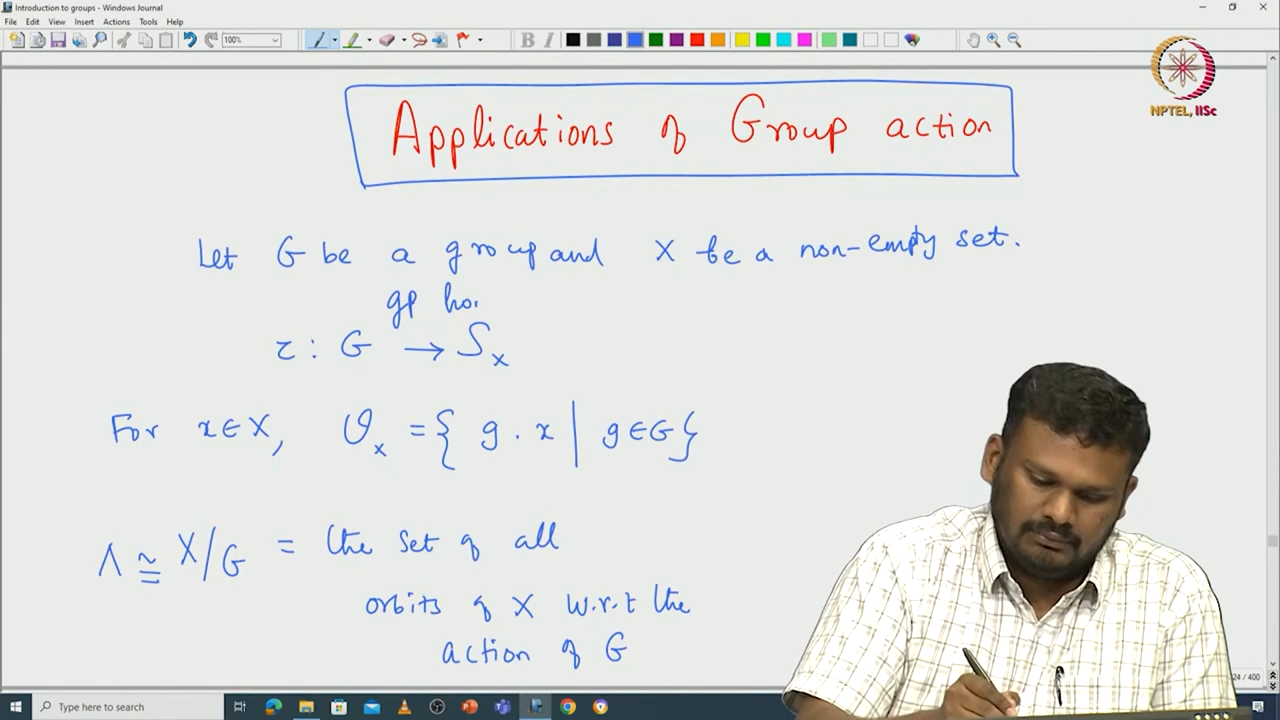 Introduction to groups - Windows Journal
File Edit View Insert Actions Tools Help
100%
B I
NPTEL, IISc
Applications of Group action
Let G be a group and X be a non-empty set.
gp ho
τ : G → S_x
For x ∈ X, O_x = { g . x | g ∈ G }
Λ ≅ X/G = the set of all
orbits of X w.r.t the
action of G
24 / 400
Type here to search